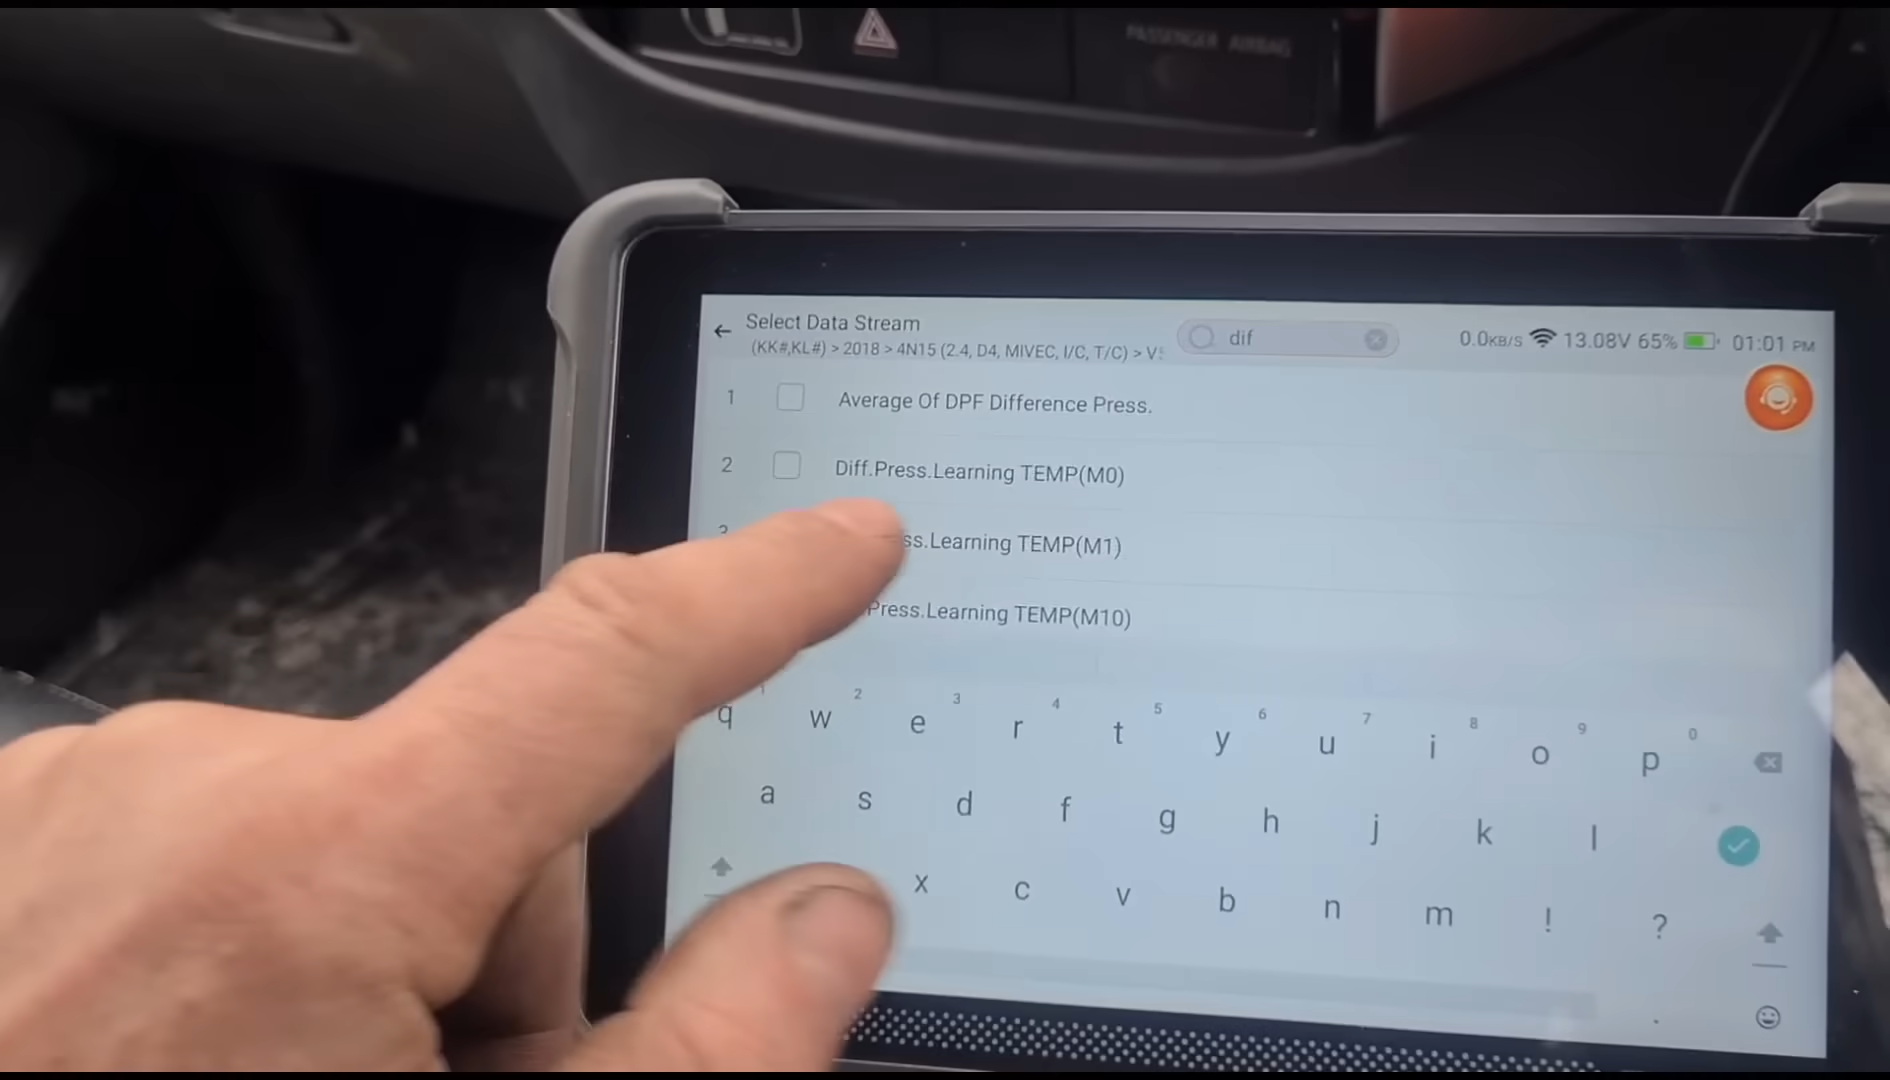 PASSENGER AIRBAG
Select Data Stream
dif
0.0KB/S 13.08V 65% 01:01 PM
(KK#,KL#) > 2018 > 4N15 (2.4, D4, MIVEC, I/C, T/C) >
1 Average Of DPF Difference Press.
2 Diff.Press.Learning TEMP(M0)
ss.Learning TEMP(M1)
Press.Learning TEMP(M10)
1 2 3 4 5 6 7 8 9 0
q w e r t y u i o p
a s d f g h j k l
x c v b n m ! ?
.